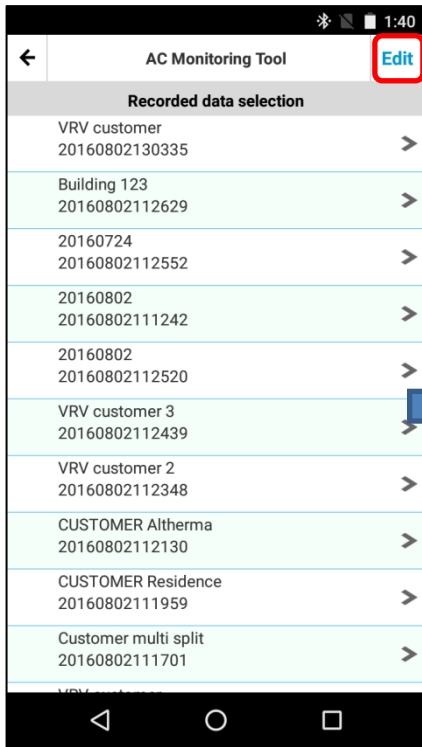 1:40
AC Monitoring Tool
Edit
Recorded data selection
VRV customer
20160802130335
Building 123
20160802112629
20160724
20160802112552
20160802
20160802111242
20160802
20160802112520
VRV customer 3
20160802112439
VRV customer 2
20160802112348
CUSTOMER Altherma
20160802112130
CUSTOMER Residence
20160802111959
Customer multi split
20160802111701
VRV customer